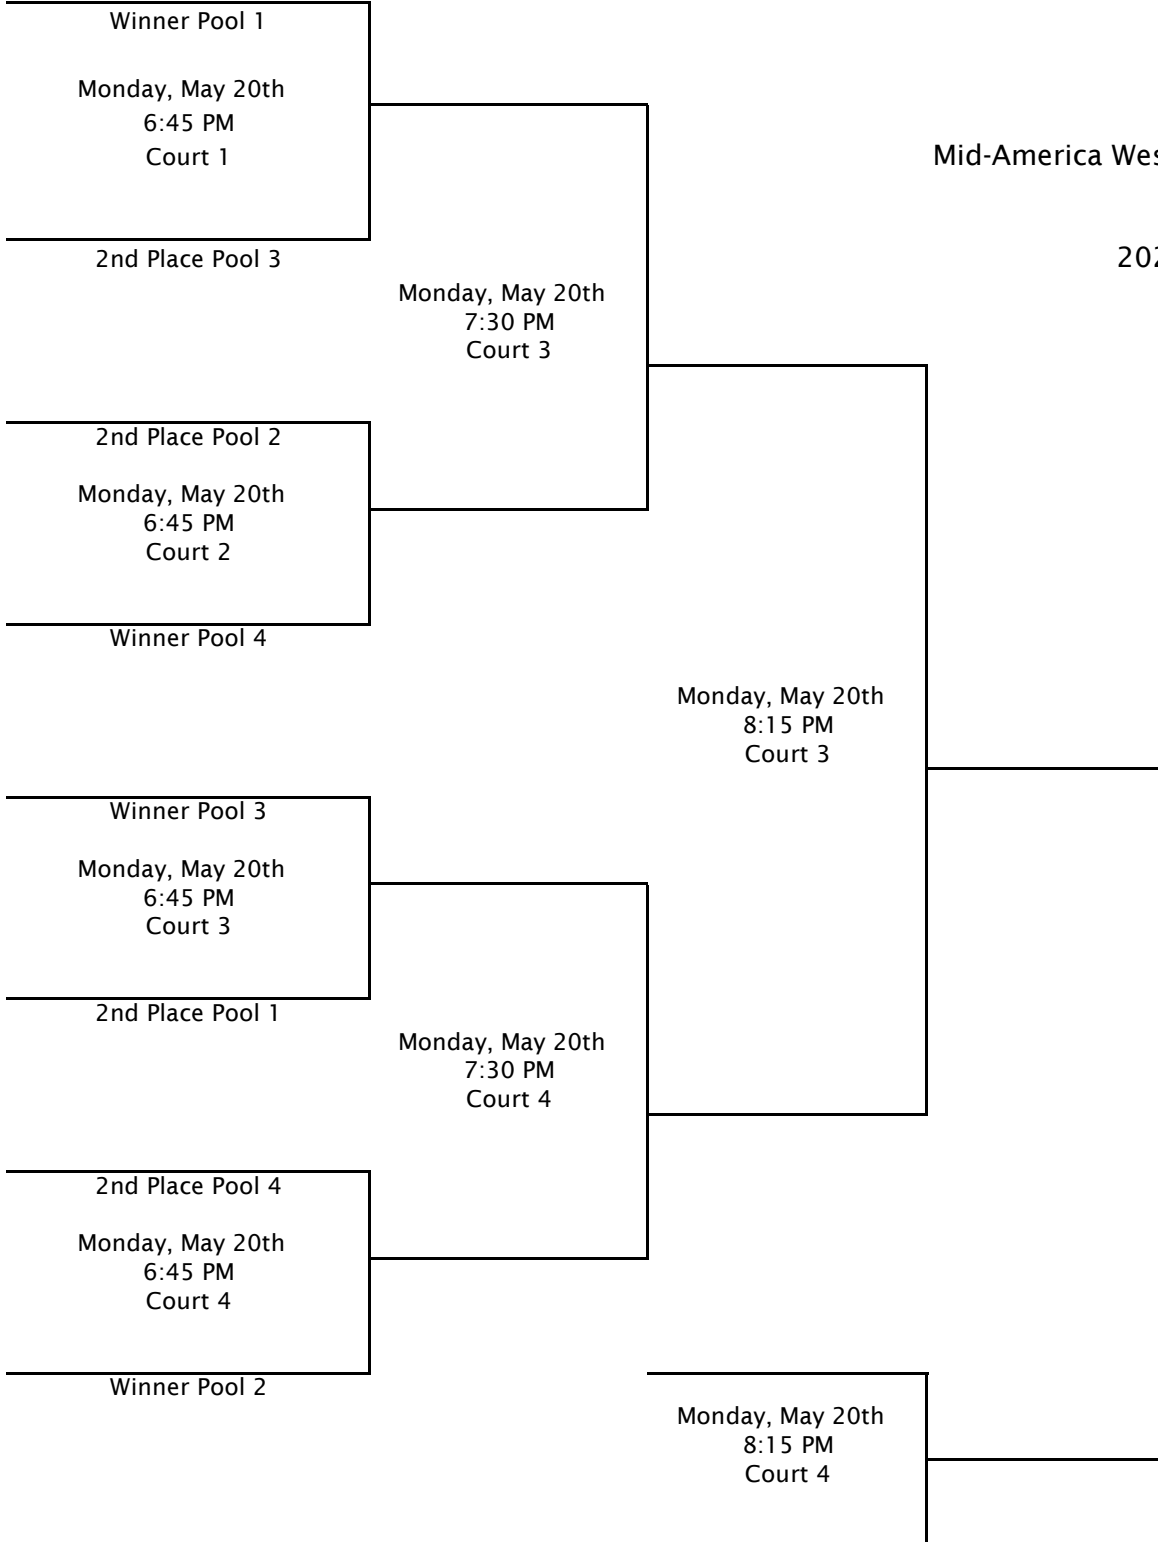 Winner Pool 1
Monday, May 20th
6:45 PM
Court 1
Mid-America Wes
2nd Place Pool 3
202
Monday, May 20th
7:30 PM
Court 3
2nd Place Pool 2
Monday, May 20th
6:45 PM
Court 2
Winner Pool 4
Monday, May 20th
8:15 PM
Court 3
Winner Pool 3
Monday, May 20th
6:45 PM
Court 3
2nd Place Pool 1
Monday, May 20th
7:30 PM
Court 4
2nd Place Pool 4
Monday, May 20th
6:45 PM
Court 4
Winner Pool 2
Monday, May 20th
8:15 PM
Court 4